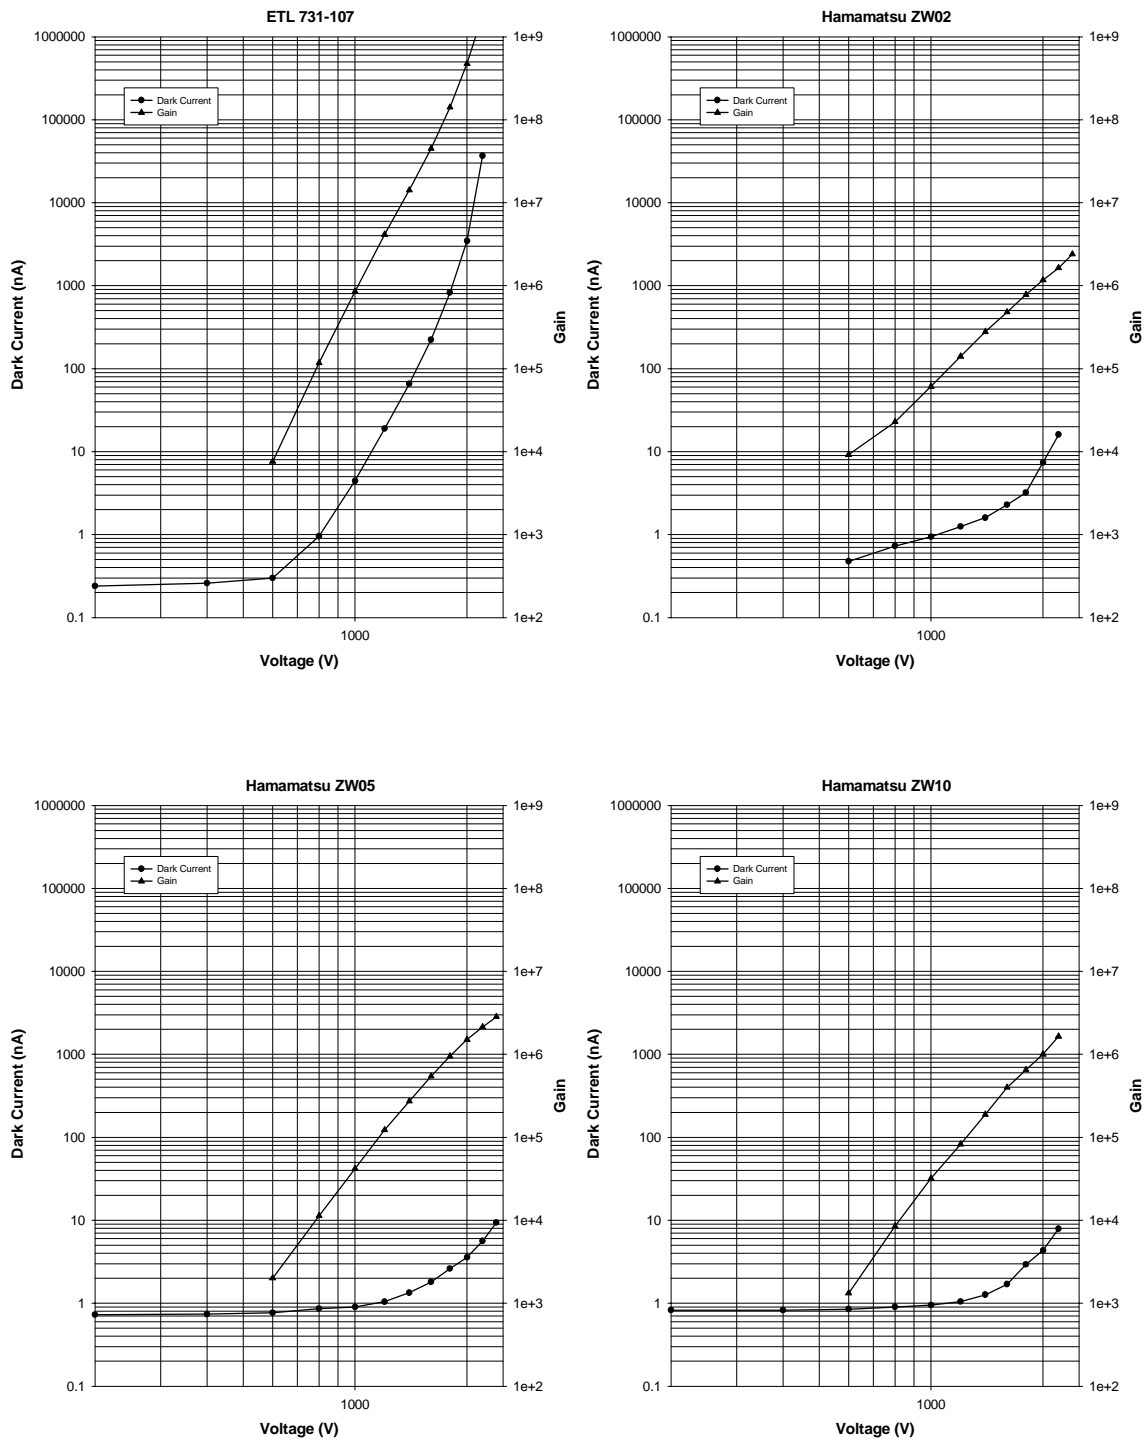 ETL 731-107
1000000
100000
10000
1000
100
10
1
0.1
1e+9
1e+8
1e+7
1e+6
1e+5
1e+4
1e+3
1e+2
Dark Current
Gain
Dark Current (nA)
Gain
1000
Voltage (V)
Hamamatsu ZW02
1000000
100000
10000
1000
100
10
1
0.1
1e+9
1e+8
1e+7
1e+6
1e+5
1e+4
1e+3
1e+2
Dark Current
Gain
Dark Current (nA)
Gain
1000
Voltage (V)
Hamamatsu ZW05
1000000
100000
10000
1000
100
10
1
0.1
1e+9
1e+8
1e+7
1e+6
1e+5
1e+4
1e+3
1e+2
Dark Current
Gain
Dark Current (nA)
Gain
1000
Voltage (V)
Hamamatsu ZW10
1000000
100000
10000
1000
100
10
1
0.1
1e+9
1e+8
1e+7
1e+6
1e+5
1e+4
1e+3
1e+2
Dark Current
Gain
Dark Current (nA)
Gain
1000
Voltage (V)